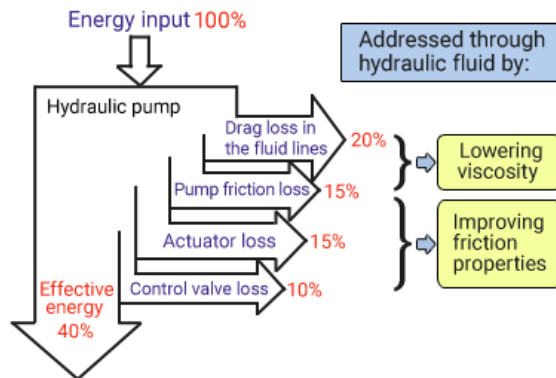 Energy input 100%
Addressed through
hydraulic fluid by:
Hydraulic pump
Drag loss in
the fluid lines
20%
Lowering
viscosity
Pump friction loss
15%
Improving
friction
properties
Actuator loss
15%
Control valve loss
10%
Effective
energy
40%